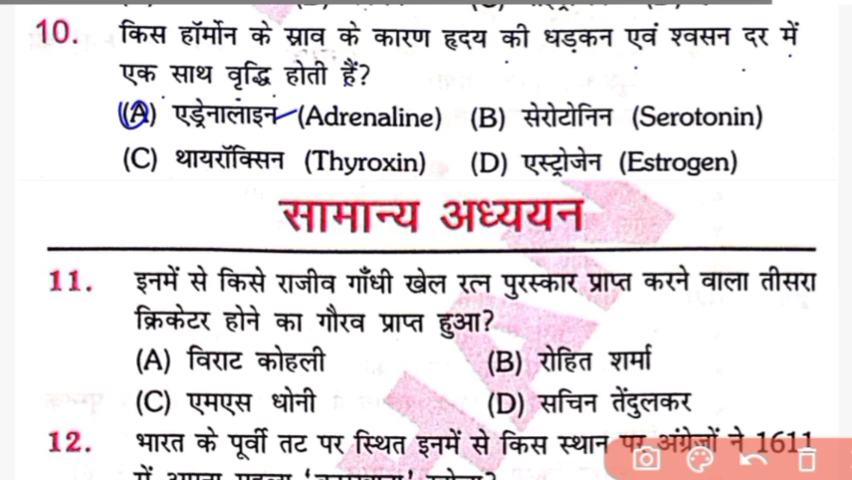 10. किस हॉर्मोन के स्राव के कारण हृदय की धड़कन एवं श्वसन दर में
एक साथ वृद्धि होती हैं?
(A) एड्रेनालाइन (Adrenaline) (B) सेरोटोनिन (Serotonin)
(C) थायरॉक्सिन (Thyroxin) (D) एस्ट्रोजेन (Estrogen)
सामान्य अध्ययन
11. इनमें से किसे राजीव गाँधी खेल रत्न पुरस्कार प्राप्त करने वाला तीसरा
क्रिकेटर होने का गौरव प्राप्त हुआ?
(A) विराट कोहली (B) रोहित शर्मा
(C) एमएस धोनी (D) सचिन तेंदुलकर
12. भारत के पूर्वी तट पर स्थित इनमें से किस स्थान पर अंग्रेजों ने 1611
में अपना पहला